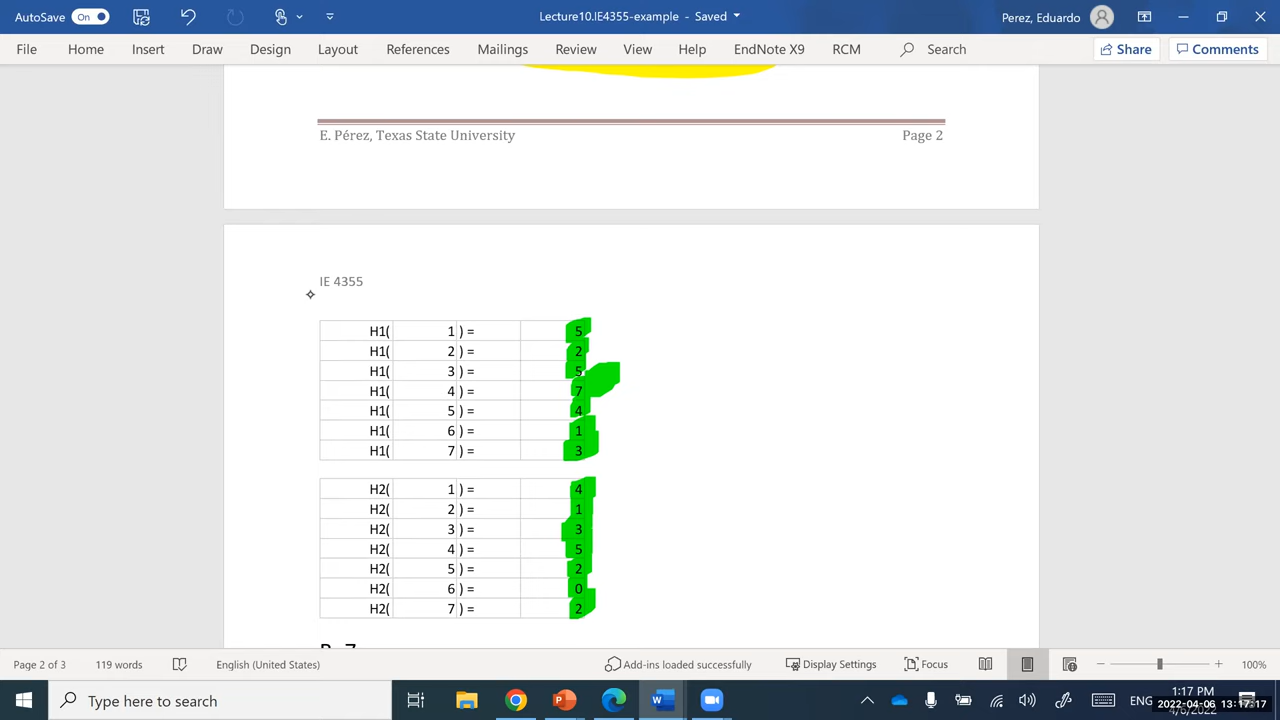 AutoSave On Lecture10.IE4355-example - Saved Perez, Eduardo
File Home Insert Draw Design Layout References Mailings Review View Help EndNote X9 RCM Search Share Comments
E. Pérez, Texas State University Page 2
IE 4355
H1( 1 ) = 5
H1( 2 ) = 2
H1( 3 ) = 5
H1( 4 ) = 7
H1( 5 ) = 4
H1( 6 ) = 1
H1( 7 ) = 3
H2( 1 ) = 4
H2( 2 ) = 1
H2( 3 ) = 3
H2( 4 ) = 5
H2( 5 ) = 2
H2( 6 ) = 0
H2( 7 ) = 2
Page 2 of 3 119 words English (United States) Add-ins loaded successfully Display Settings Focus 100%
Type here to search ENG 1:17 PM
2022-04-06 13:17:17